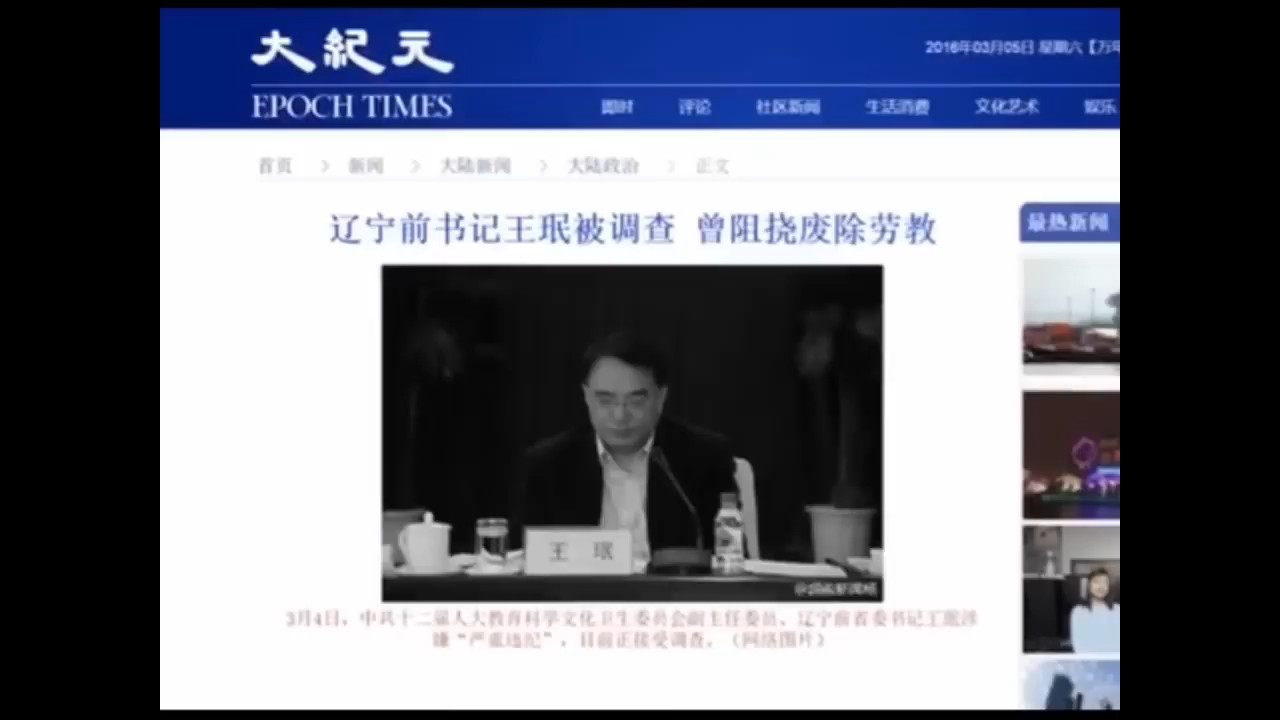 大紀元
EPOCH TIMES
2016年03月05日 星期六【万年
即时 评论 社区新闻 生活消费 文化艺术 娱乐
首页 > 新闻 > 大陆新闻 > 大陆政治 > 正文
辽宁前书记王珉被调查 曾阻挠废除劳教
最热新闻
王 珉
3月4日，中共十二届人大教育科学文化卫生委员会副主任委员、辽宁前省委书记王珉涉
嫌“严重违纪”，目前正接受调查。（网络图片）